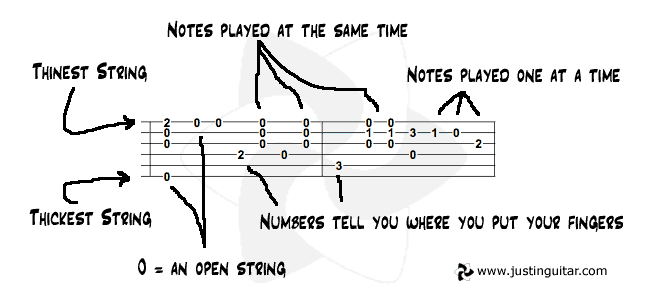 Notes played at the same time
Thinest String
Notes played one at a time
2 0 0 0 0 0 0
0 0 0 1 1 3 1 0
0 0 0 0 0 2
2 0 0
3
0
Thickest String
Numbers tell you where you put your fingers
0 = an open string
www.justinguitar.com